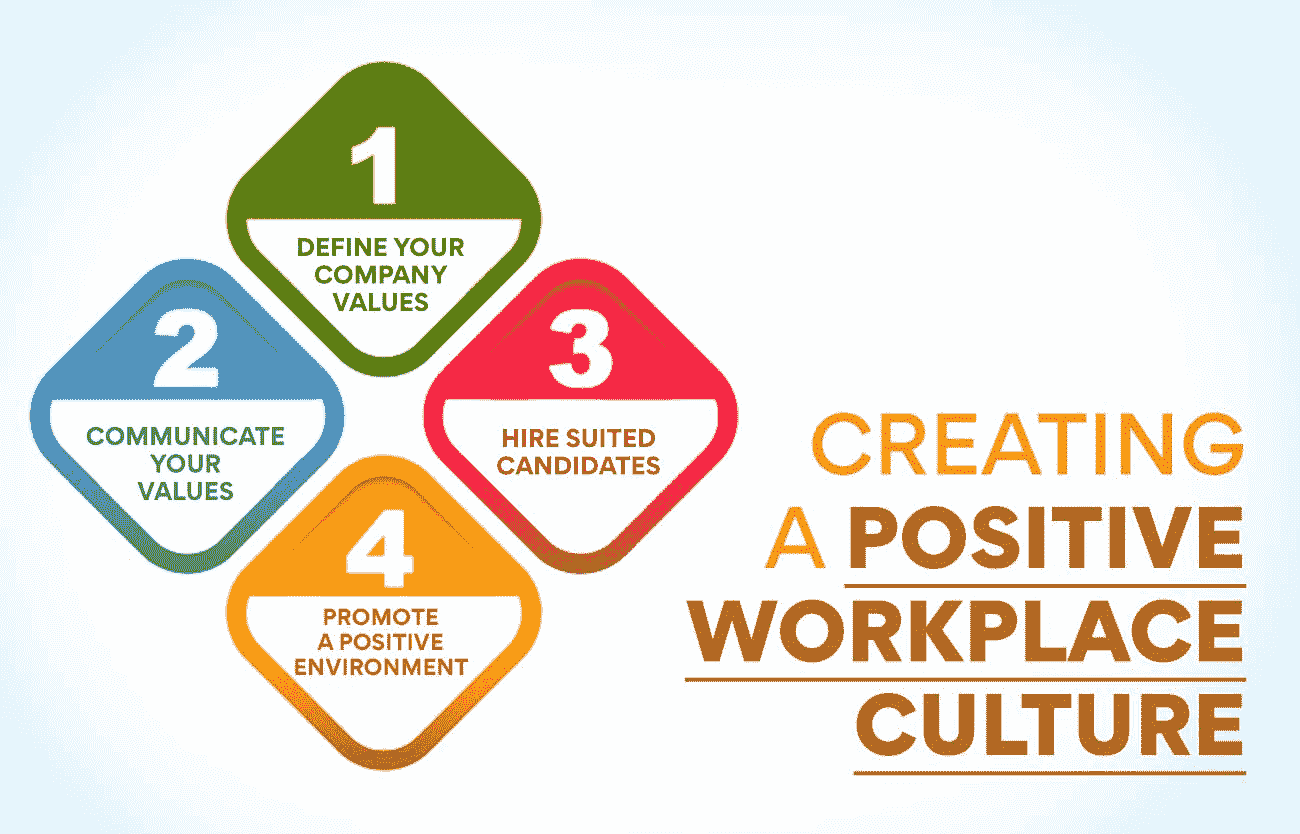 1
DEFINE YOUR
COMPANY
VALUES
2
COMMUNICATE
YOUR
VALUES
3
HIRE SUITED
CANDIDATES
4
PROMOTE
A POSITIVE
ENVIRONMENT
CREATING
A POSITIVE
WORKPLACE
CULTURE